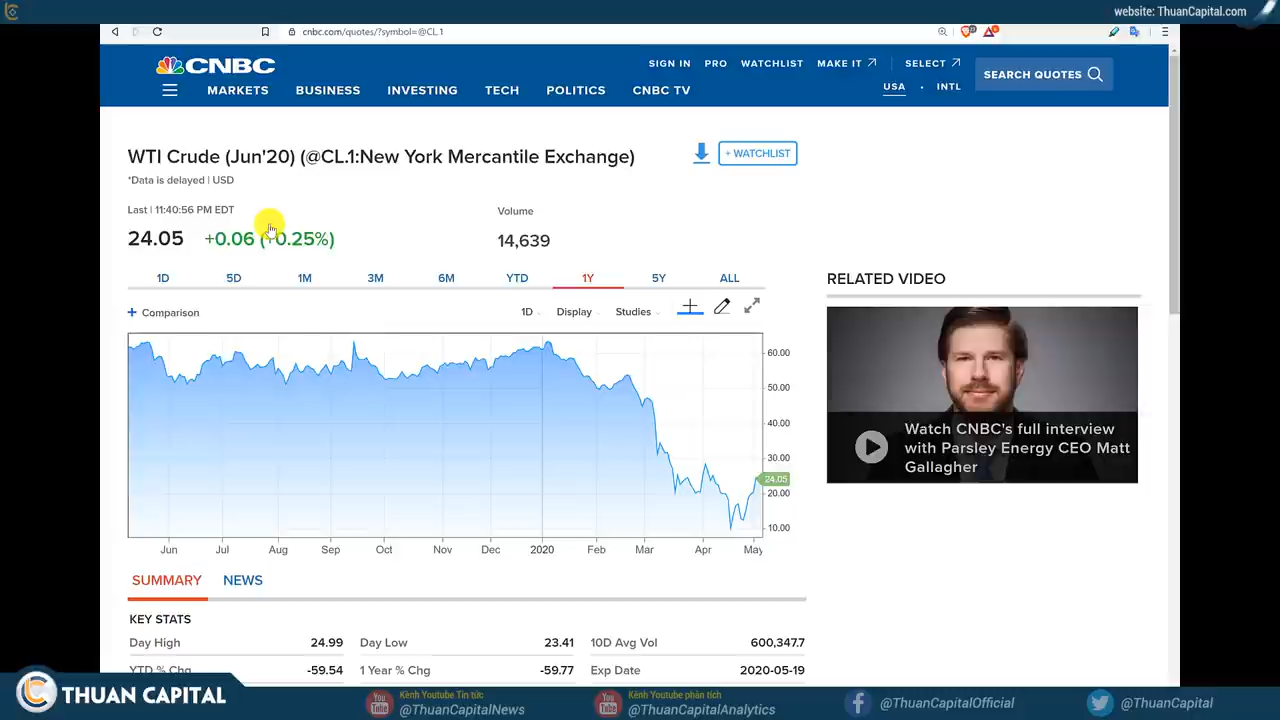 website: ThuanCapital.com
cnbc.com/quotes/?symbol=@CL.1
CNBC
SIGN IN PRO WATCHLIST MAKE IT SELECT
SEARCH QUOTES
MARKETS BUSINESS INVESTING TECH POLITICS CNBC TV
USA · INTL
WTI Crude (Jun'20) (@CL.1:New York Mercantile Exchange)
+ WATCHLIST
*Data is delayed | USD
Last | 11:40:56 PM EDT
Volume
24.05 +0.06 (+0.25%)
14,639
1D 5D 1M 3M 6M YTD 1Y 5Y ALL
+ Comparison
1D Display Studies
60.00
50.00
40.00
30.00
24.05
20.00
10.00
Jun Jul Aug Sep Oct Nov Dec 2020 Feb Mar Apr May
RELATED VIDEO
Watch CNBC's full interview
with Parsley Energy CEO Matt
Gallagher
SUMMARY NEWS
KEY STATS
Day High 24.99 Day Low 23.41 10D Avg Vol 600,347.7
YTD % Chg -59.54 1 Year % Chg -59.77 Exp Date 2020-05-19
THUAN CAPITAL
You Tube Kênh Youtube Tin tức
@ThuanCapitalNews
You Tube Kênh Youtube phân tích
@ThuanCapitalAnalytics
@ThuanCapitalOfficial
@ThuanCapital